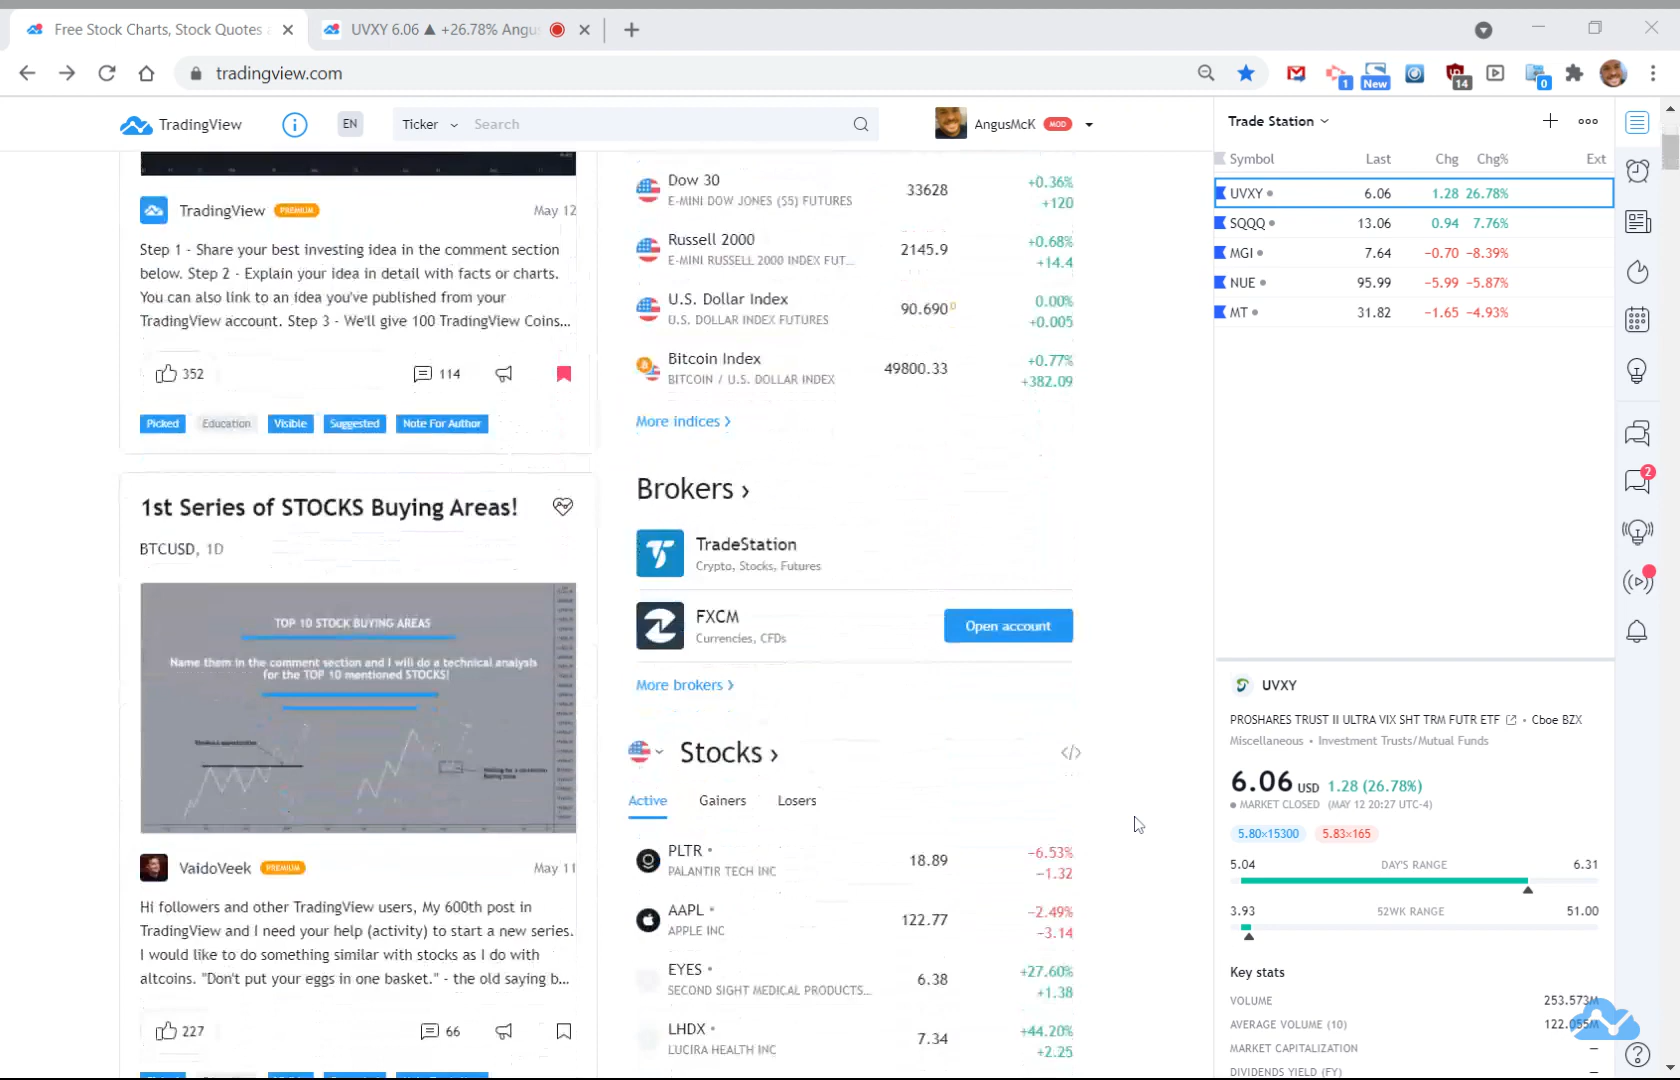 Free Stock Charts, Stock Quotes a
UVXY 6.06 ▲ +26.78% Angus
tradingview.com
1
New
14
0
TradingView
EN
Ticker
Search
AngusMcK MOD
Trade Station
Symbol Last Chg Chg% Ext
UVXY 6.06 1.28 26.78%
SQQQ 13.06 0.94 7.76%
MGI 7.64 −0.70 −8.39%
NUE 95.99 −5.99 −5.87%
MT 31.82 −1.65 −4.93%
2
TradingView PREMIUM May 12
Step 1 - Share your best investing idea in the comment section
below. Step 2 - Explain your idea in detail with facts or charts.
You can also link to an idea you've published from your
TradingView account. Step 3 - We'll give 100 TradingView Coins...
352 114
Picked Education Visible Suggested Note For Author
1st Series of STOCKS Buying Areas!
BTCUSD, 1D
TOP 10 STOCK BUYING AREAS
Name them in the comment section and I will do a technical analysis
for the TOP 10 mentioned STOCKS!
VaidoVeek PREMIUM May 11
Hi followers and other TradingView users, My 600th post in
TradingView and I need your help (activity) to start a new series.
I would like to do something similar with stocks as I do with
altcoins. "Don't put your eggs in one basket." - the old saying b...
227 66
Dow 30 33628 +0.36%
E-MINI DOW JONES ($5) FUTURES +120
Russell 2000 2145.9 +0.68%
E-MINI RUSSELL 2000 INDEX FUT... +14.4
U.S. Dollar Index 90.690 D 0.00%
U.S. DOLLAR INDEX FUTURES +0.005
Bitcoin Index 49800.33 +0.77%
BITCOIN / U.S. DOLLAR INDEX +382.09
More indices >
Brokers >
TradeStation
Crypto, Stocks, Futures
FXCM
Currencies, CFDs
Open account
More brokers >
Stocks > </>
Active Gainers Losers
PLTR 18.89 −6.53%
PALANTIR TECH INC −1.32
AAPL 122.77 −2.49%
APPLE INC −3.14
EYES 6.38 +27.60%
SECOND SIGHT MEDICAL PRODUCTS... +1.38
LHDX 7.34 +44.20%
LUCIRA HEALTH INC +2.25
UVXY
PROSHARES TRUST II ULTRA VIX SHT TRM FUTR ETF • Cboe BZX
Miscellaneous • Investment Trusts/Mutual Funds
6.06 USD 1.28 (26.78%)
MARKET CLOSED (MAY 12 20:27 UTC-4)
5.80×15300 5.83×165
5.04 DAY'S RANGE 6.31
3.93 52WK RANGE 51.00
Key stats
VOLUME 253.573M
AVERAGE VOLUME (10) 122.055M
MARKET CAPITALIZATION —
DIVIDENDS YIELD (FY) —